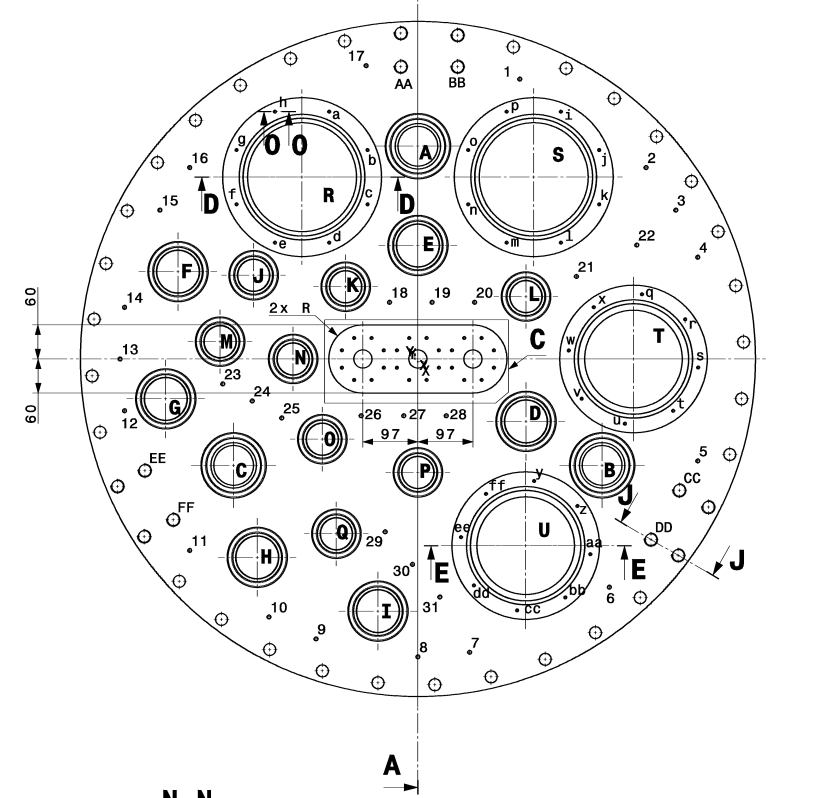 17
1
AA BB
h
a
p
i
O O
g
b
A
o
j
S
16
2
f
R
c
n
k
D D
15
3
e
d
E
m
l
22
4
F
J
K
21
14
18 19 20
L
60
2x R
x
q
r
M
X
X
C
w
T
s
13
N
X
X
23
24
v
t
60
12
G
25
26 27 28
D
u
97 97
O
EE
C
P
B
5
CC
y
ff
J
FF
z
Q
ee
U
aa
DD
11
H
29
E E
J
30
dd
bb
6
10
I
31
cc
9
8
7
A
N N